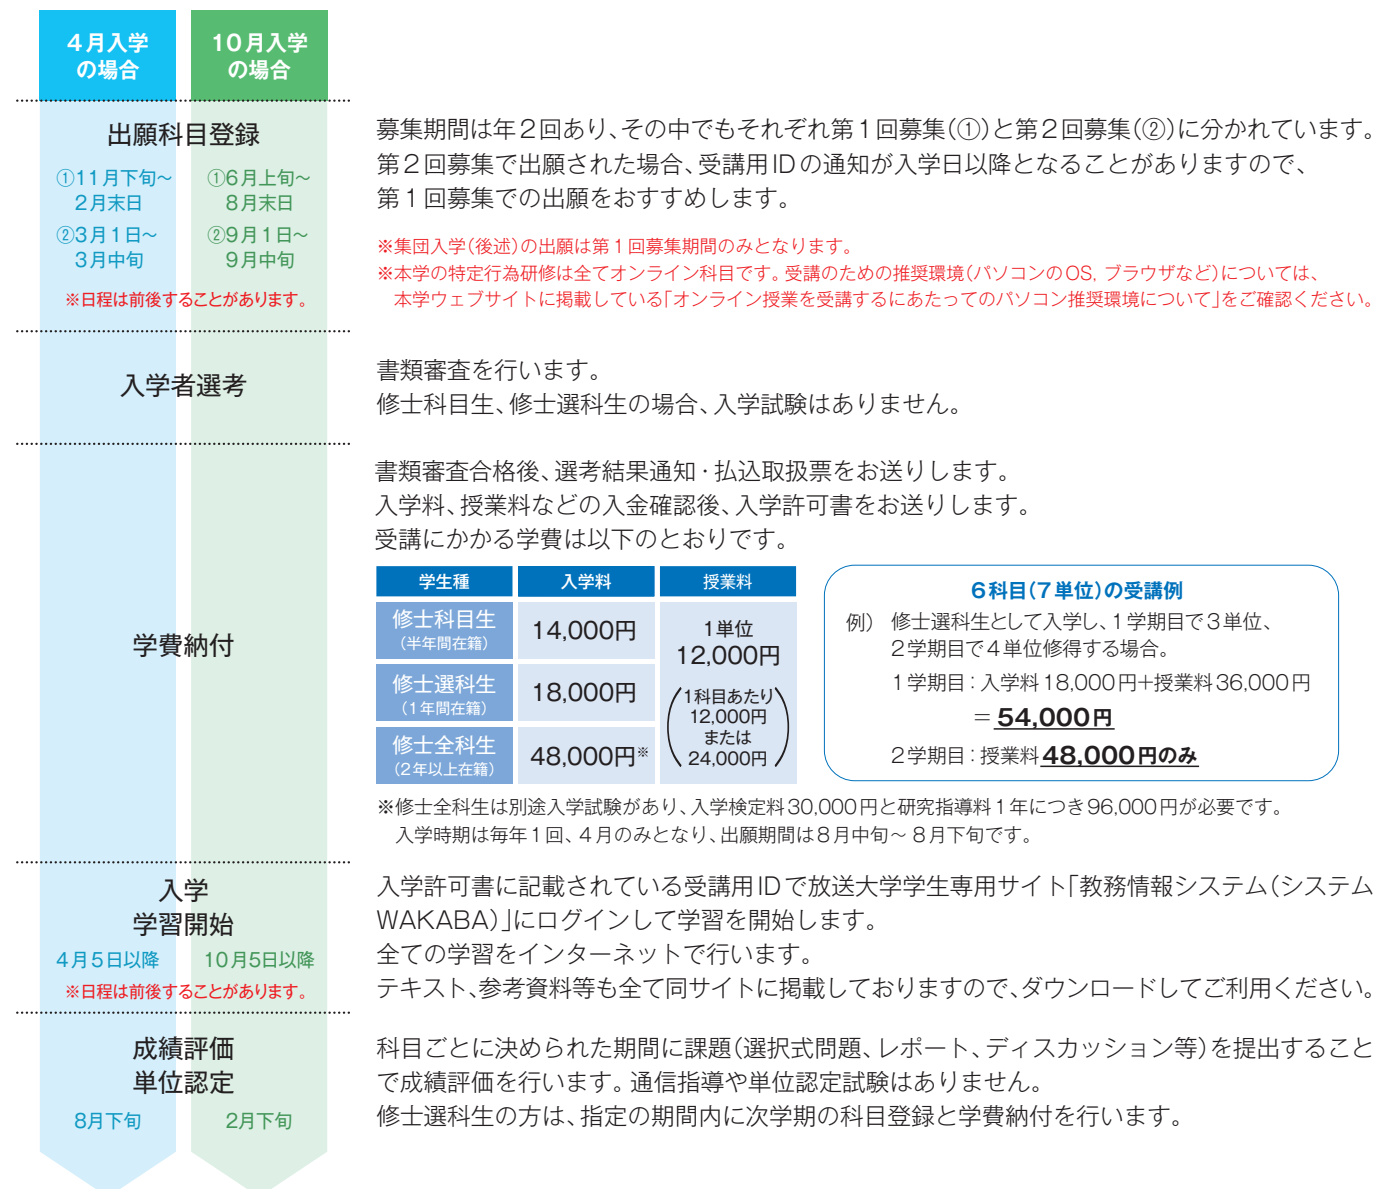 4月入学
の場合
10月入学
の場合
出願科目登録
①11月下旬～
2月末日
②3月1日～
3月中旬
①6月上旬～
8月末日
②9月1日～
9月中旬
※日程は前後することがあります。
募集期間は年2回あり、その中でもそれぞれ第1回募集(①)と第2回募集(②)に分かれています。
第2回募集で出願された場合、受講用IDの通知が入学日以降となることがありますので、
第1回募集での出願をおすすめします。
※集団入学(後述)の出願は第1回募集期間のみとなります。
※本学の特定行為研修は全てオンライン科目です。受講のための推奨環境(パソコンのOS, ブラウザなど)については、
本学ウェブサイトに掲載している「オンライン授業を受講するにあたってのパソコン推奨環境について」をご確認ください。
入学者選考
書類審査を行います。
修士科目生、修士選科生の場合、入学試験はありません。
学費納付
書類審査合格後、選考結果通知・払込取扱票をお送りします。
入学料、授業料などの入金確認後、入学許可書をお送りします。
受講にかかる学費は以下のとおりです。
学生種 入学料 授業料
修士科目生
(半年間在籍)
14,000円
修士選科生
(1年間在籍)
18,000円
修士全科生
(2年以上在籍)
48,000円※
1単位
12,000円
(1科目あたり
12,000円
または
24,000円)
6科目(7単位)の受講例
例) 修士選科生として入学し、1学期目で3単位、
2学期目で4単位修得する場合。
1学期目：入学料18,000円+授業料36,000円
＝54,000円
2学期目：授業料48,000円のみ
※修士全科生は別途入学試験があり、入学検定料30,000円と研究指導料1年につき96,000円が必要です。
入学時期は毎年1回、4月のみとなり、出願期間は8月中旬～8月下旬です。
入学
学習開始
4月5日以降 10月5日以降
※日程は前後することがあります。
入学許可書に記載されている受講用IDで放送大学学生専用サイト「教務情報システム(システム
WAKABA)」にログインして学習を開始します。
全ての学習をインターネットで行います。
テキスト、参考資料等も全て同サイトに掲載しておりますので、ダウンロードしてご利用ください。
成績評価
単位認定
8月下旬 2月下旬
科目ごとに決められた期間に課題(選択式問題、レポート、ディスカッション等)を提出すること
で成績評価を行います。通信指導や単位認定試験はありません。
修士選科生の方は、指定の期間内に次学期の科目登録と学費納付を行います。